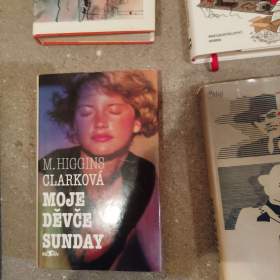 M. HIGGINS
CLARKOVÁ
MOJE
DĚVČE
SUNDAY